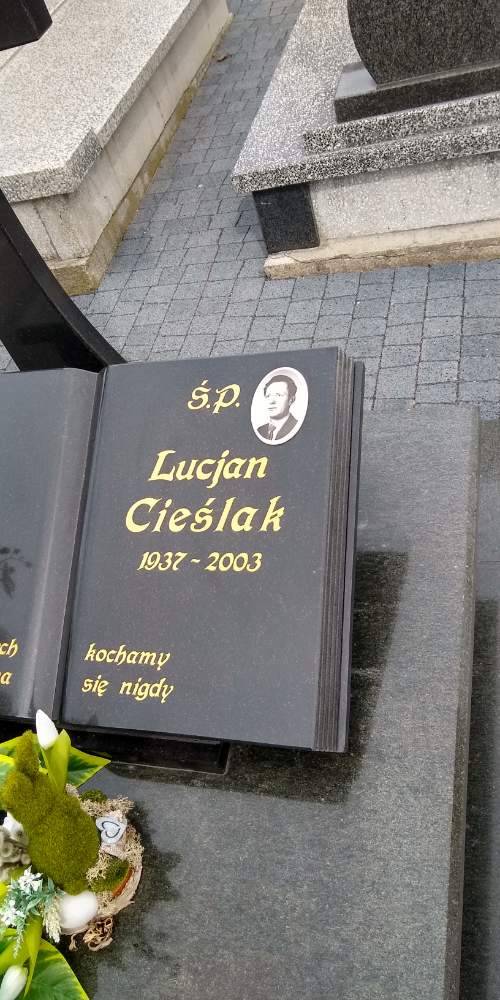 Ś.P.
Lucjan
Cieślak
1937 - 2003
kochamy
się nigdy